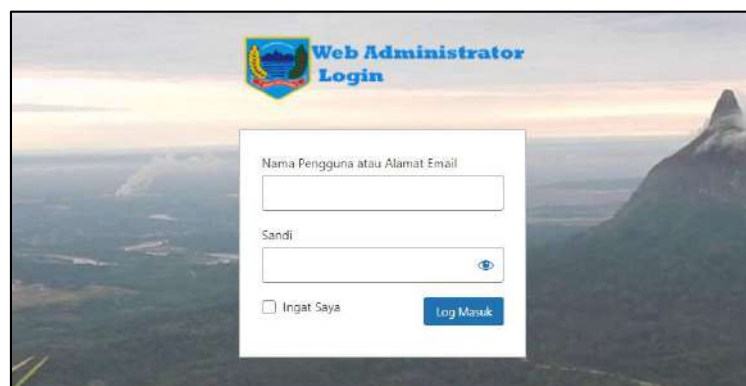 Web Administrator
Login
Nama Pengguna atau Alamat Email
Sandi
Ingat Saya
Log Masuk